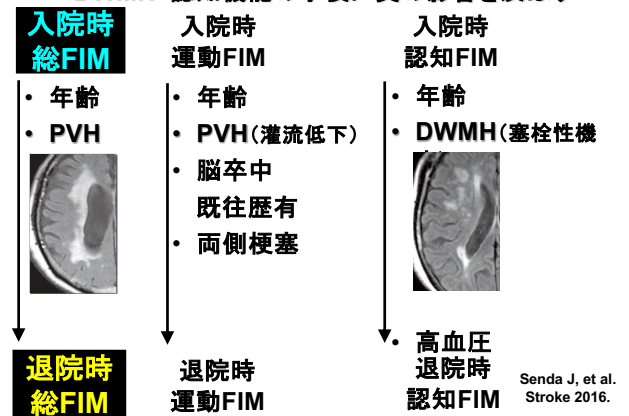 入院時
総FIM
・ 年齢
・ PVH
退院時
総FIM
入院時
運動FIM
・ 年齢
・ PVH（灌流低下）
・ 脳卒中
既往歴有
・ 両側梗塞
退院時
運動FIM
入院時
認知FIM
・ 年齢
・ DWMH（塞栓性機
・ 高血圧
退院時
認知FIM
Senda J, et al.
Stroke 2016.